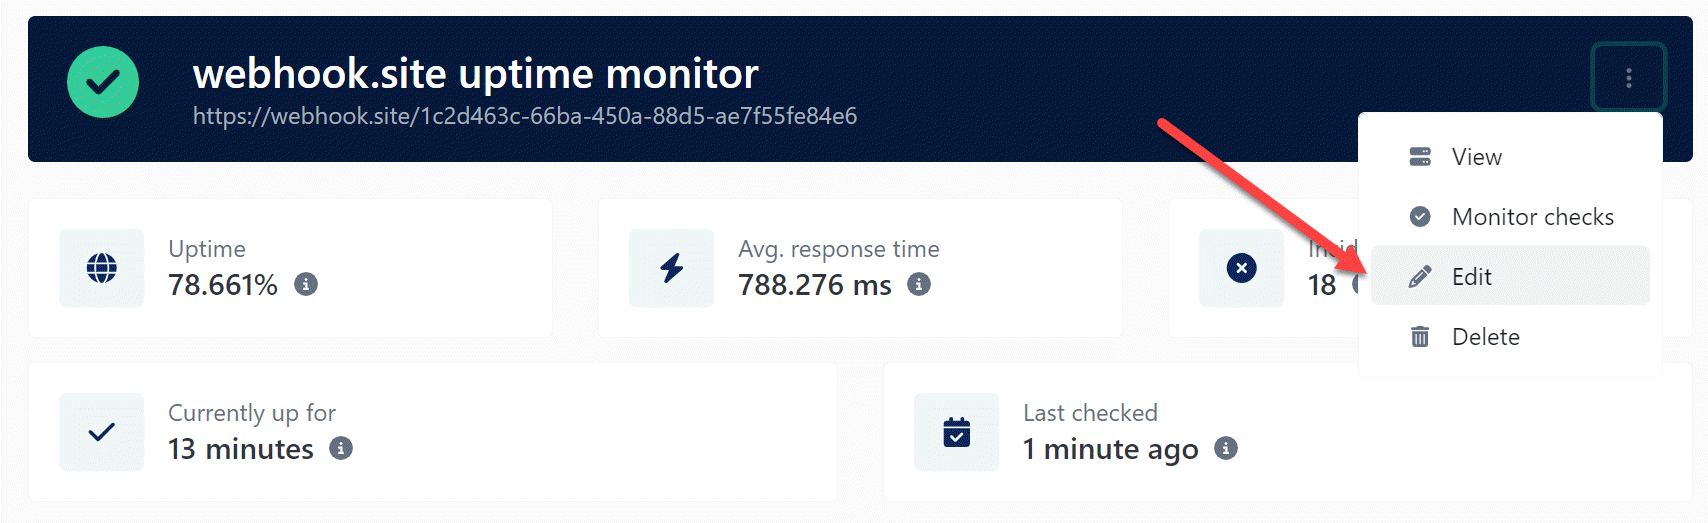 webhook.site uptime monitor
https://webhook.site/1c2d463c-66ba-450a-88d5-ae7f55fe84e6
View
Monitor checks
Edit
Delete
Uptime
78.661%
Avg. response time
788.276 ms
18
Currently up for
13 minutes
Last checked
1 minute ago